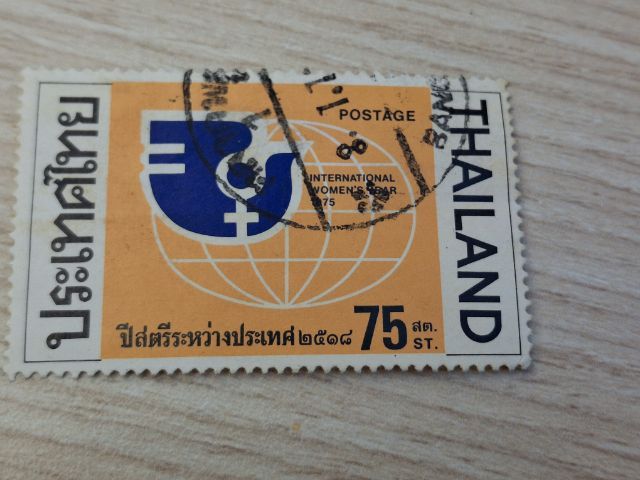 ประเทศไทย
POSTAGE
INTERNATIONAL
WOMEN'S YEAR
1975
ปีสตรีระหว่างประเทศ ๒๕๑๘
75 สต.
ST.
THAILAND